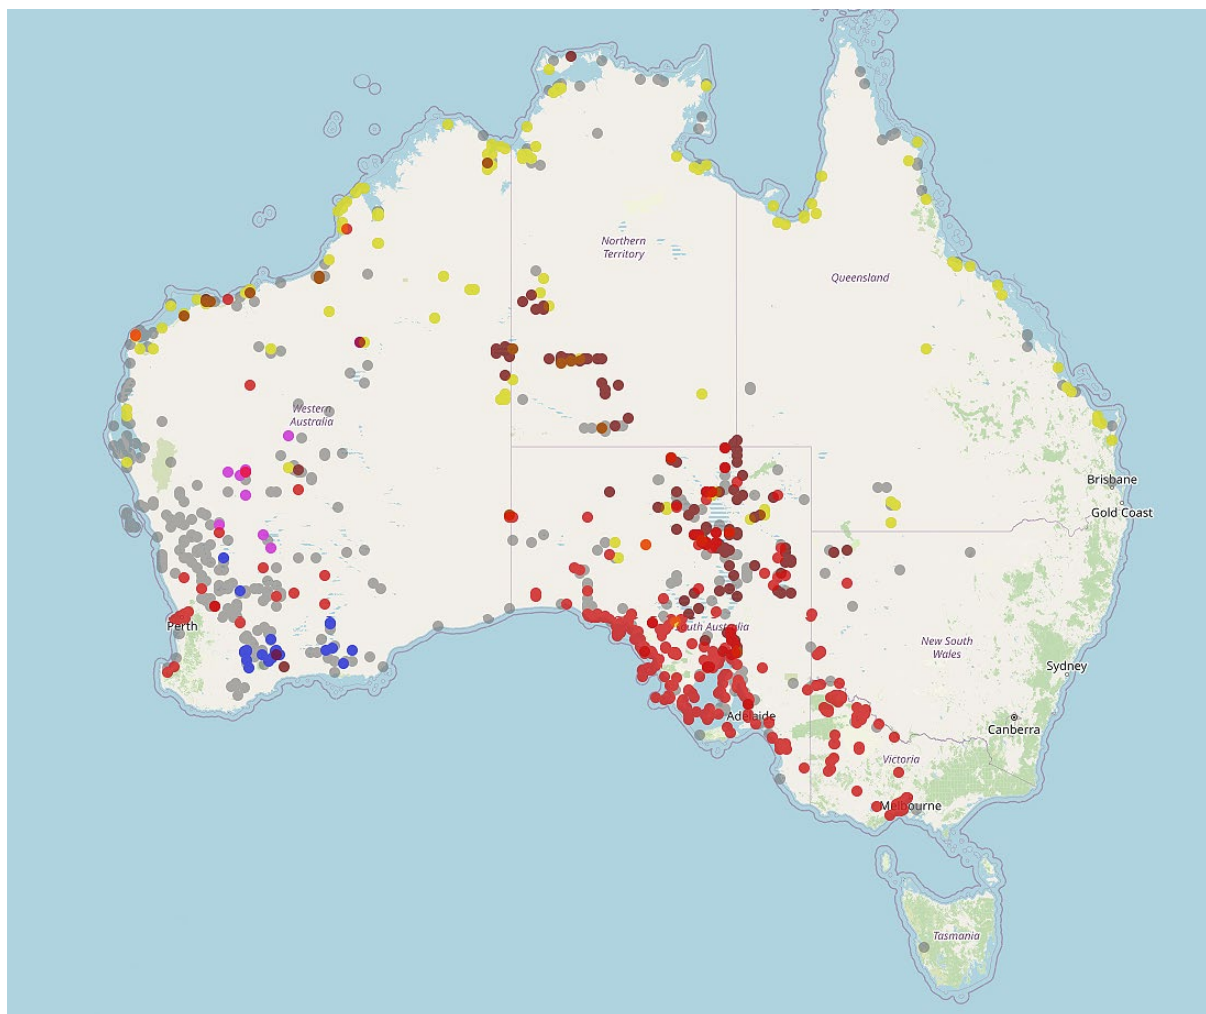 Northern
Territory
Queensland
Western
Australia
Brisbane
Gold Coast
Perth
South Australia
New South
Wales
Sydney
Adelaide
Canberra
Victoria
Melbourne
Tasmania